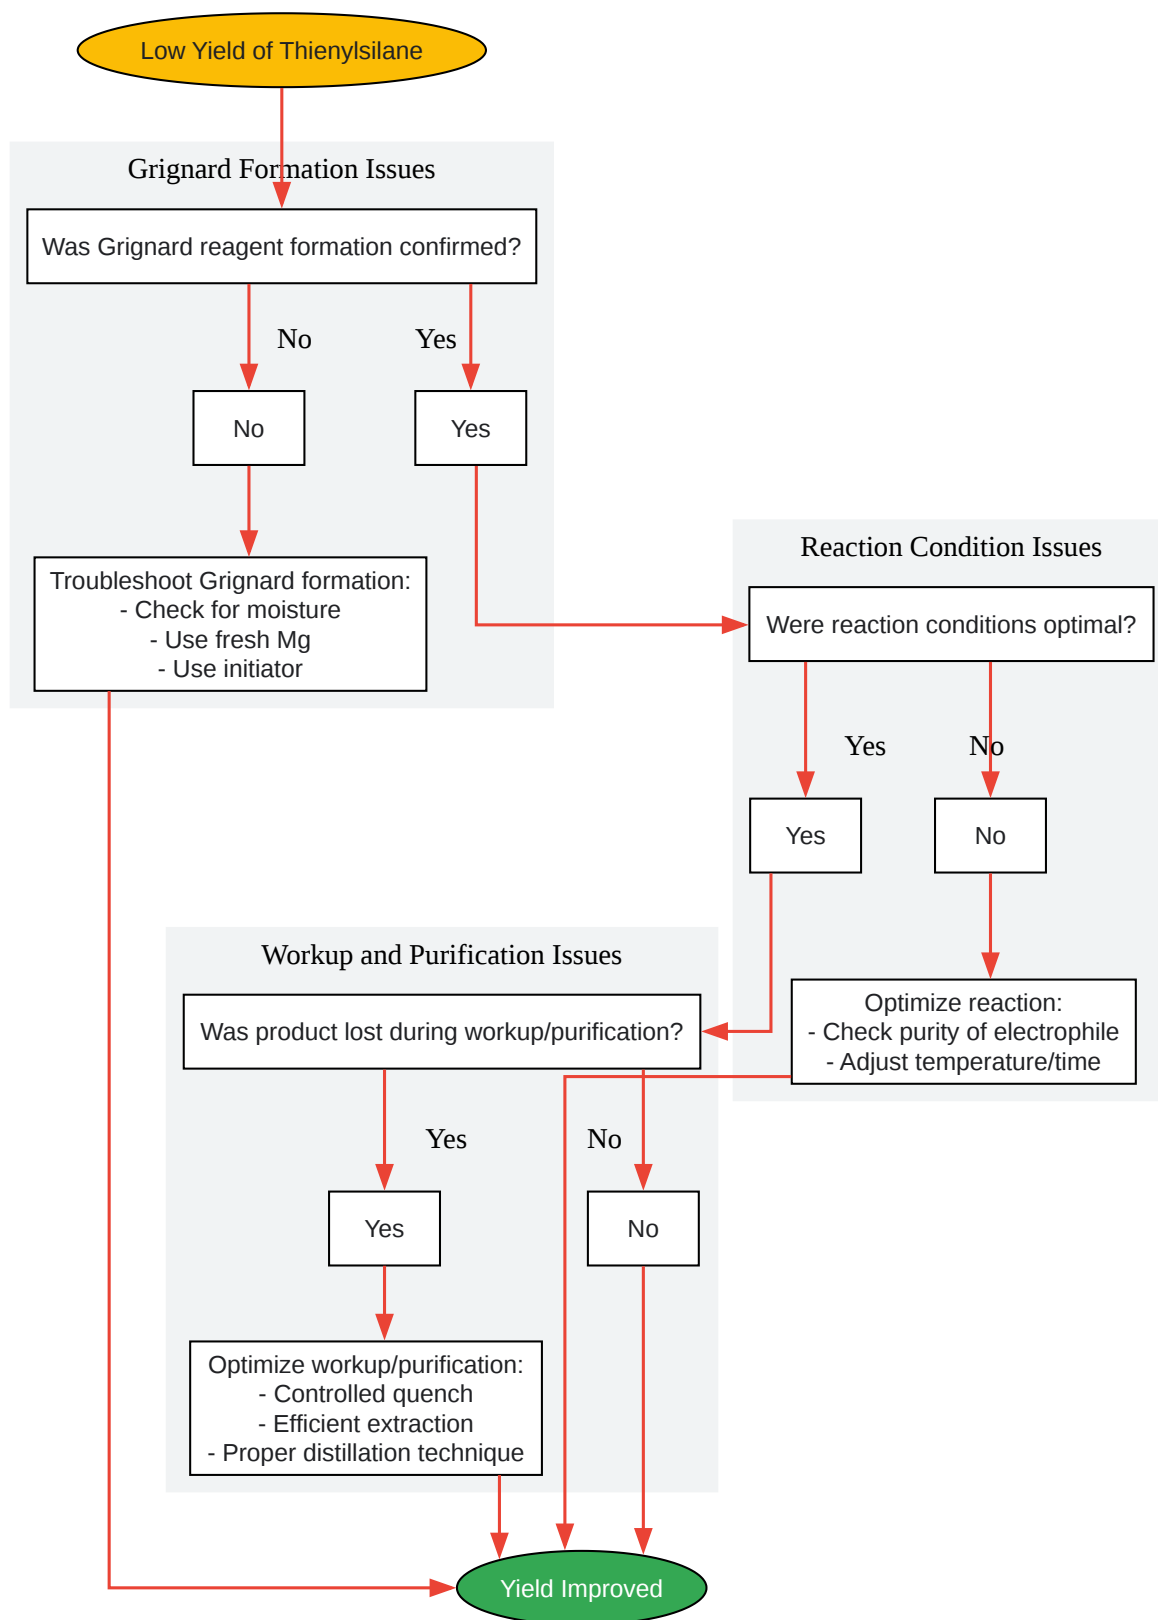 Low Yield of Thienylsilane
Grignard Formation Issues
Was Grignard reagent formation confirmed?
No
Yes
No
Yes
Troubleshoot Grignard formation:
- Check for moisture
- Use fresh Mg
- Use initiator
Reaction Condition Issues
Were reaction conditions optimal?
Yes
No
Yes
No
Optimize reaction:
- Check purity of electrophile
- Adjust temperature/time
Workup and Purification Issues
Was product lost during workup/purification?
Yes
No
Yes
No
Optimize workup/purification:
- Controlled quench
- Efficient extraction
- Proper distillation technique
Yield Improved